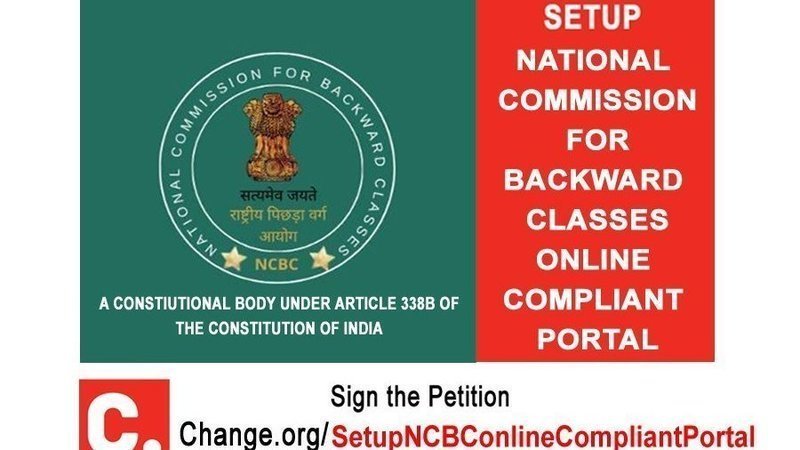 NATIONAL COMMISSION FOR BACKWARD CLASSES
सत्यमेव जयते
राष्ट्रीय पिछड़ा वर्ग
आयोग
NCBC
A CONSTIUTIONAL BODY UNDER ARTICLE 338B OF
THE CONSTITUTION OF INDIA
SETUP
NATIONAL
COMMISSION
FOR
BACKWARD
CLASSES
ONLINE
COMPLIANT
PORTAL
C.
Sign the Petition
Change.org/SetupNCBConlineCompliantPortal